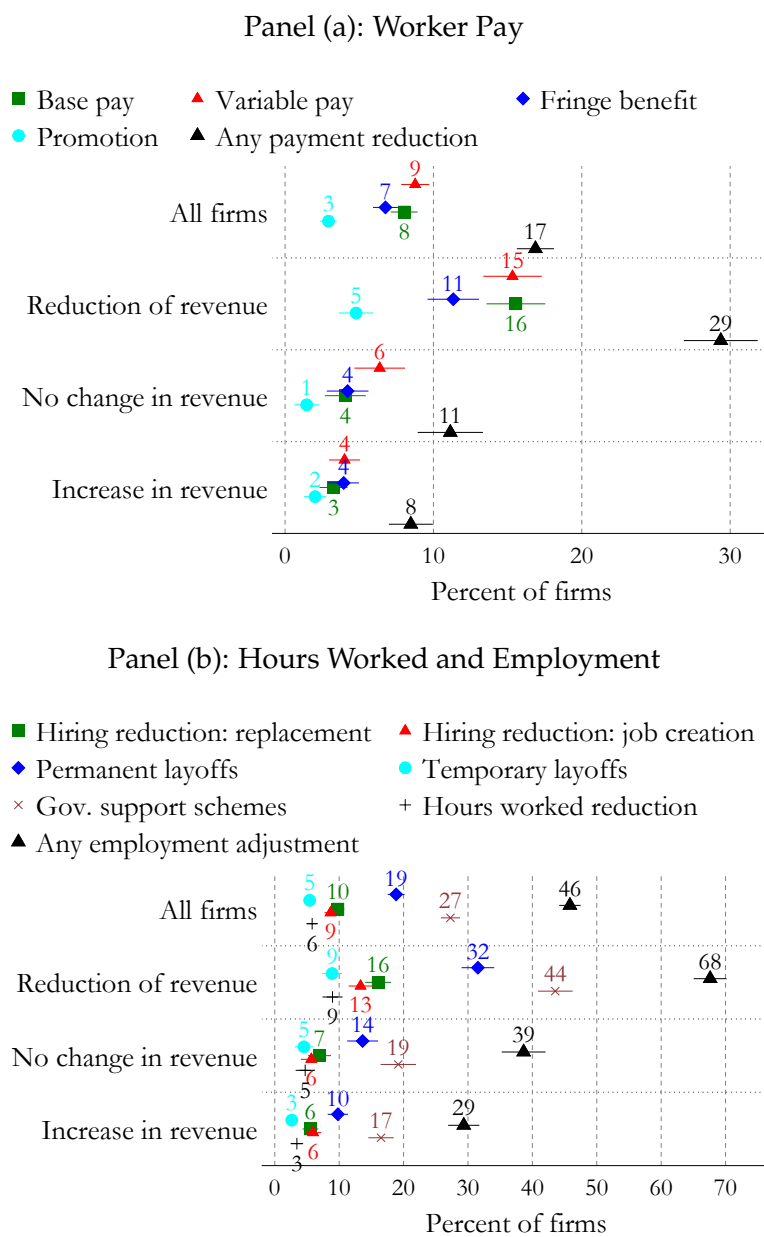 Panel (a): Worker Pay
Base pay Variable pay Fringe benefit
Promotion Any payment reduction
9
7
3
All firms
8
17
15
11
5
Reduction of revenue
16
29
6
4
1
No change in revenue
4
11
4
4
2
Increase in revenue
3
8
0 10 20 30
Percent of firms
Panel (b): Hours Worked and Employment
Hiring reduction: replacement Hiring reduction: job creation
Permanent layoffs Temporary layoffs
Gov. support schemes Hours worked reduction
Any employment adjustment
5 10 19 27 46
All firms
6 9
9 16 32 44 68
Reduction of revenue
9 13
5 7 14 19 39
No change in revenue
5 6
3 6 10 17 29
Increase in revenue
3 6
0 10 20 30 40 50 60 70
Percent of firms